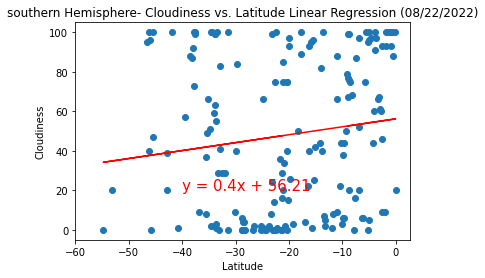 southern Hemisphere- Cloudiness vs. Latitude Linear Regression (08/22/2022)
100
80
60
40
20
0
Cloudiness
y = 0.4x + 56.21
−60 −50 −40 −30 −20 −10 0
Latitude